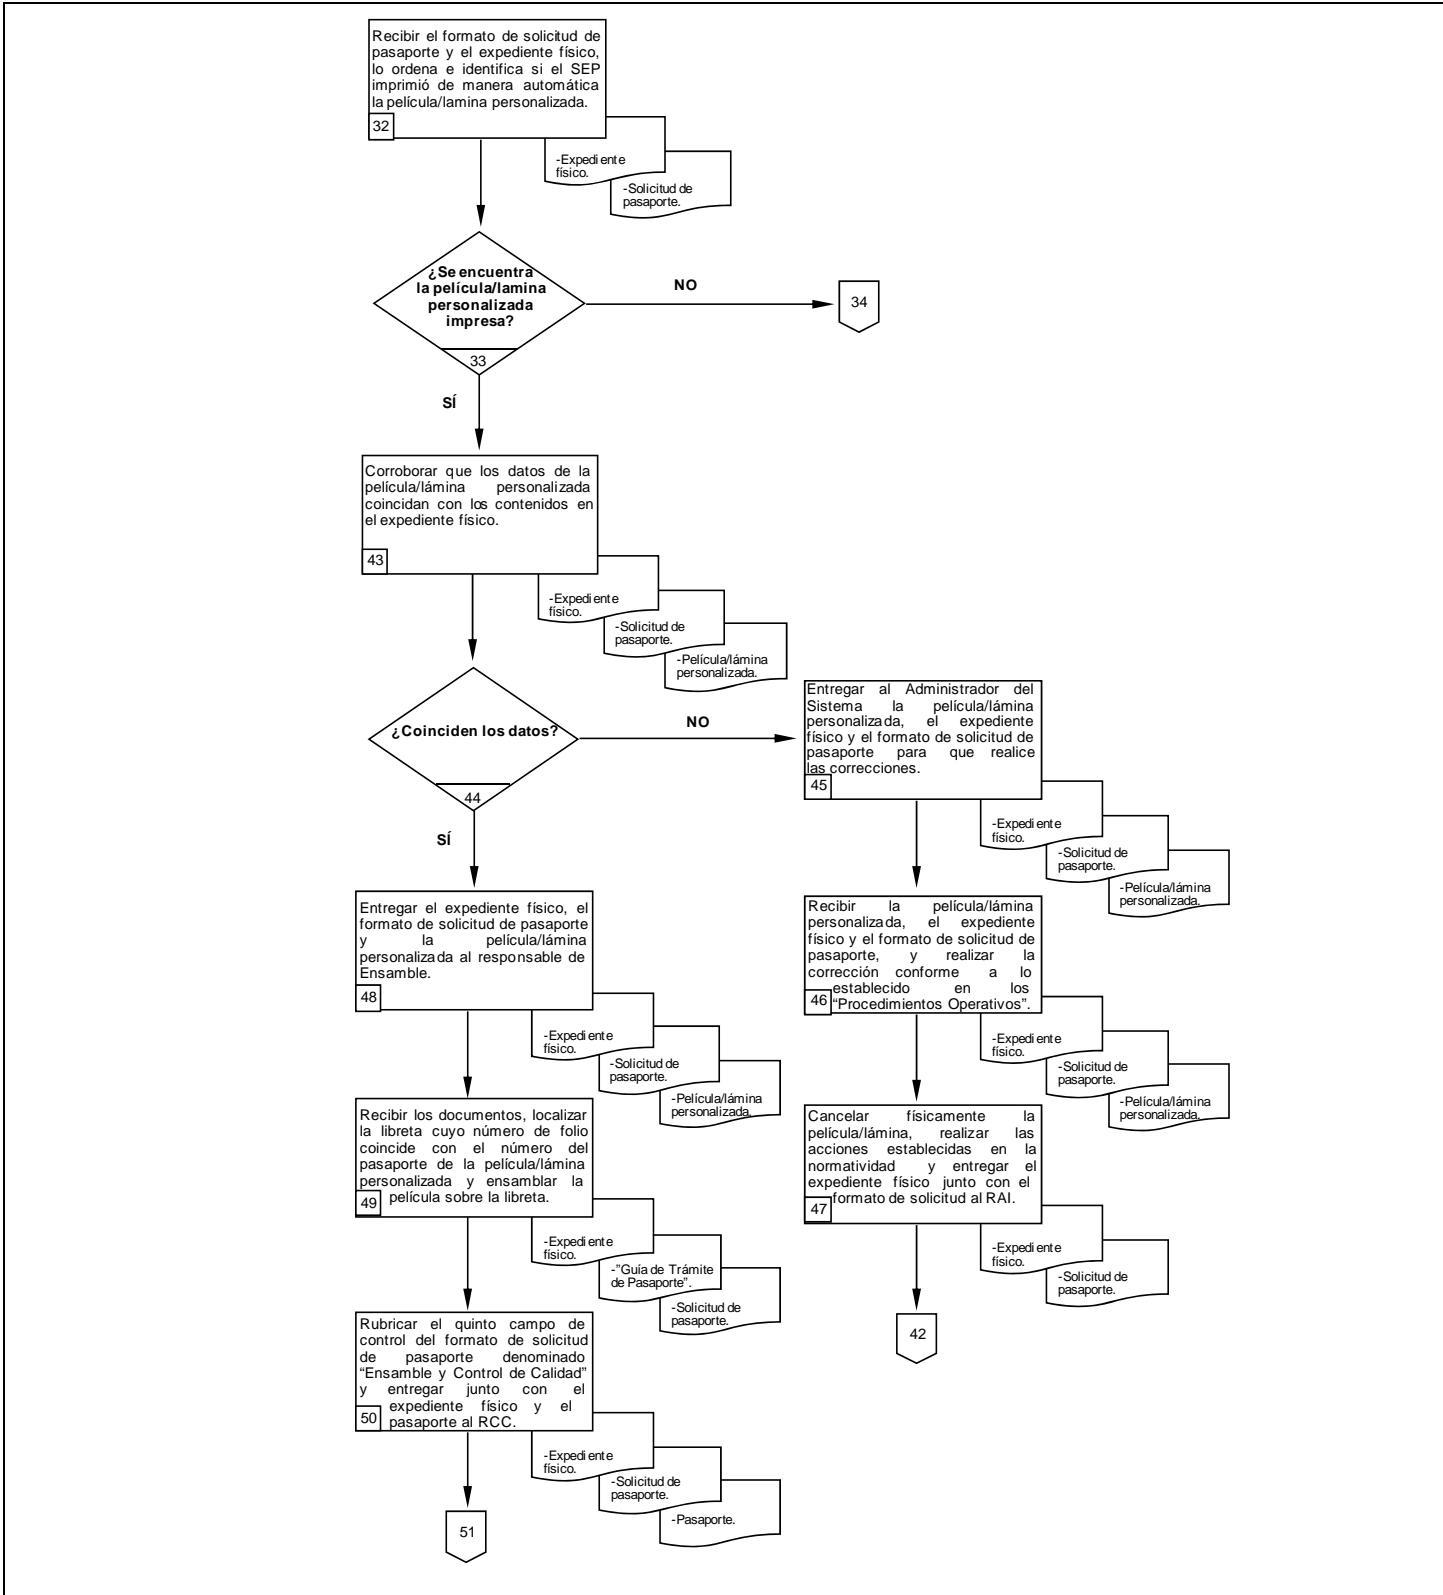 Recibir el formato de solicitud de
pasaporte y el expediente físico,
lo ordena e identifica si el SEP
imprimió de manera automática
la película/lamina personalizada.
32
-Expediente
físico.
-Solicitud de
pasaporte.
¿Se encuentra
la película/lamina
personalizada
impresa?
33
NO
34
SÍ
Corroborar que los datos de la
película/lámina personalizada
coincidan con los contenidos en
el expediente físico.
43
-Expediente
físico.
-Solicitud de
pasaporte.
-Película/lámina
personalizada.
¿Coinciden los datos?
44
NO
Entregar al Administrador del
Sistema la película/lámina
personalizada, el expediente
físico y el formato de solicitud de
pasaporte para que realice
las correcciones.
45
-Expediente
físico.
-Solicitud de
pasaporte.
-Película/lámina
personalizada.
SÍ
Entregar el expediente físico, el
formato de solicitud de pasaporte
y la película/lámina
personalizada al responsable de
Ensamble.
48
-Expediente
físico.
-Solicitud de
pasaporte.
-Película/lámina
personalizada.
Recibir la película/lámina
personalizada, el expediente
físico y el formato de solicitud de
pasaporte, y realizar la
corrección conforme a lo
establecido en los
“Procedimientos Operativos”.
46
-Expediente
físico.
-Solicitud de
pasaporte.
-Película/lámina
personalizada.
Recibir los documentos, localizar
la libreta cuyo número de folio
coincide con el número del
pasaporte de la película/lámina
personalizada y ensamblar la
película sobre la libreta.
49
-Expediente
físico.
-”Guía de Trámite
de Pasaporte”.
-Solicitud de
pasaporte.
Cancelar físicamente la
película/lámina, realizar las
acciones establecidas en la
normatividad y entregar el
expediente físico junto con el
formato de solicitud al RAI.
47
-Expediente
físico.
-Solicitud de
pasaporte.
42
Rubricar el quinto campo de
control del formato de solicitud
de pasaporte denominado
“Ensamble y Control de Calidad”
y entregar junto con el
expediente físico y el
pasaporte al RCC.
50
-Expediente
físico.
-Solicitud de
pasaporte.
-Pasaporte.
51